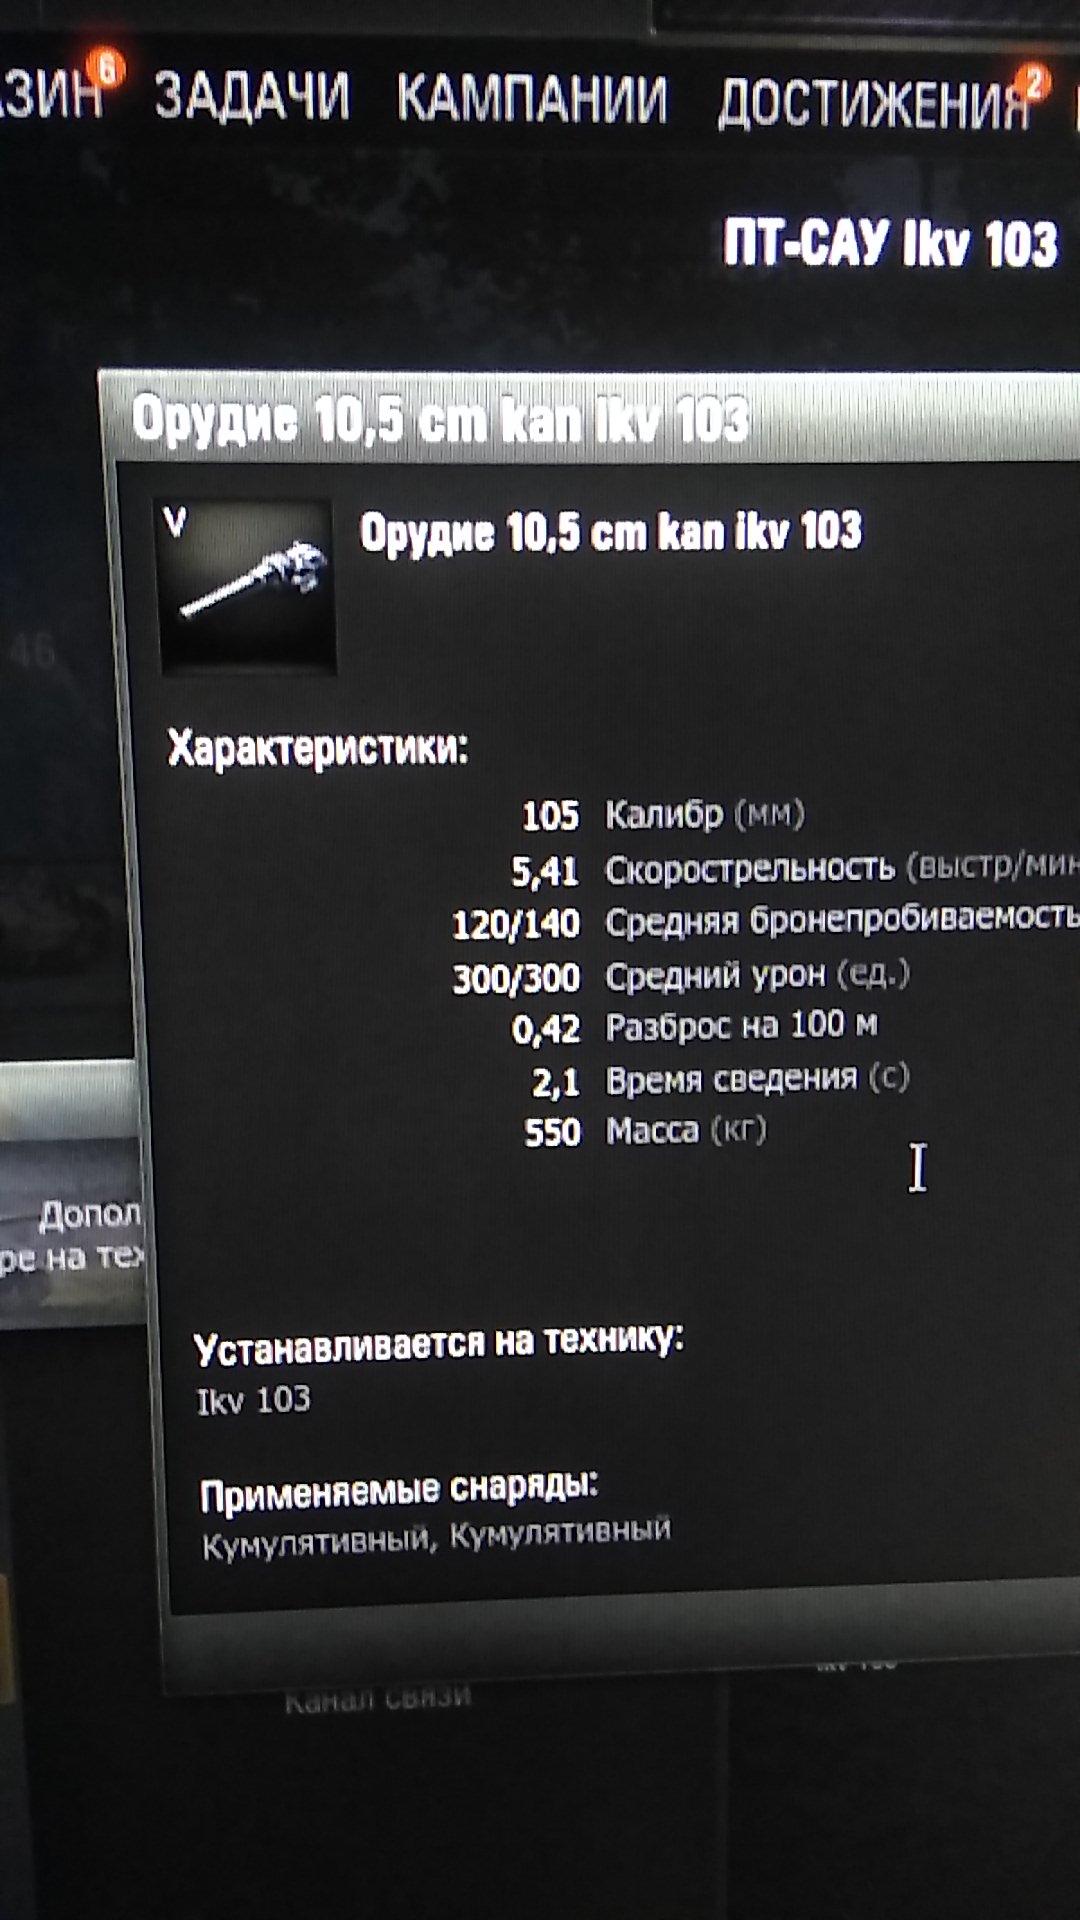 АЗИН 6 ЗАДАЧИ КАМПАНИИ ДОСТИЖЕНИЯ 2
ПТ-САУ Ikv 103
Орудие 10,5 cm kan ikv 103
V
Орудие 10,5 cm kan ikv 103
46
Характеристики:
105 Калибр (мм)
5,41 Скорострельность (выстр/мин
120/140 Средняя бронепробиваемость
300/300 Средний урон (ед.)
0,42 Разброс на 100 м
2,1 Время сведения (с)
550 Масса (кг)
Допол
ре на тех
Устанавливается на технику:
Ikv 103
Применяемые снаряды:
Кумулятивный, Кумулятивный
Канал связи